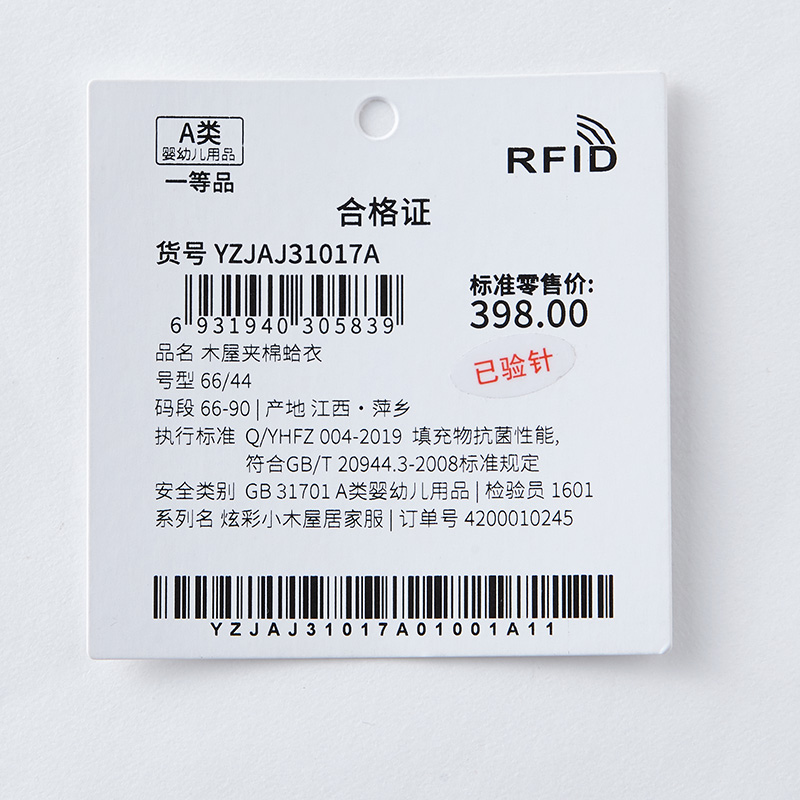 A类
婴幼儿用品
一等品
RFID
合格证
货号 YZJAJ31017A
6 931940 305839
标准零售价:
398.00
已验针
品名 木屋夹棉蛤衣
号型 66/44
码段 66-90 | 产地 江西·萍乡
执行标准 Q/YHFZ 004-2019 填充物抗菌性能,
符合GB/T 20944.3-2008标准规定
安全类别 GB 31701 A类婴幼儿用品 | 检验员 1601
系列名 炫彩小木屋居家服 | 订单号 4200010245
YZJAJ31017A01001A11